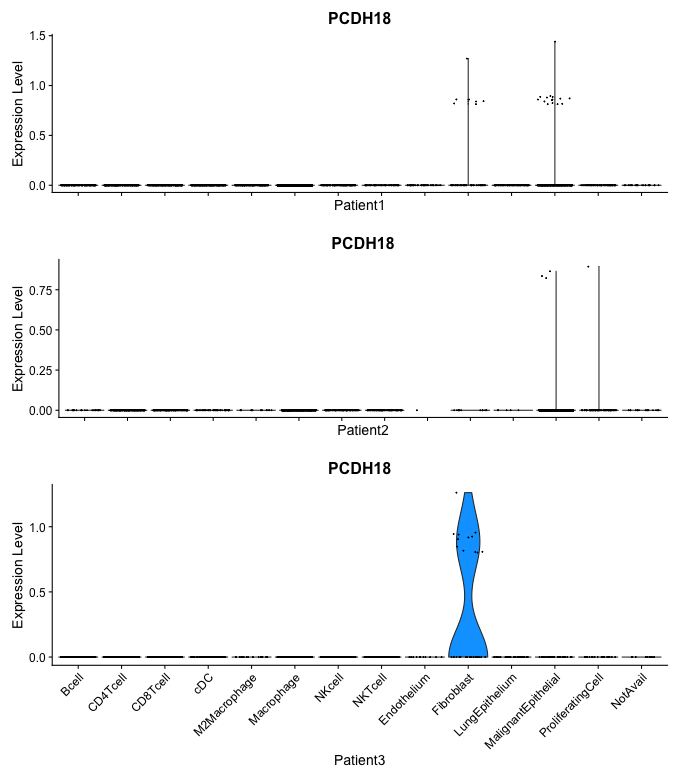 PCDH18
Expression Level
1.5
1.0
0.5
0.0
Patient1
PCDH18
Expression Level
0.75
0.50
0.25
0.00
Patient2
PCDH18
Expression Level
1.0
0.5
0.0
Bcell
CD4Tcell
CD8Tcell
cDC
M2Macrophage
Macrophage
NKcell
NKTcell
Endothelium
Fibroblast
LungEpithelium
MalignantEpithelial
ProliferatingCell
NotAvail
Patient3